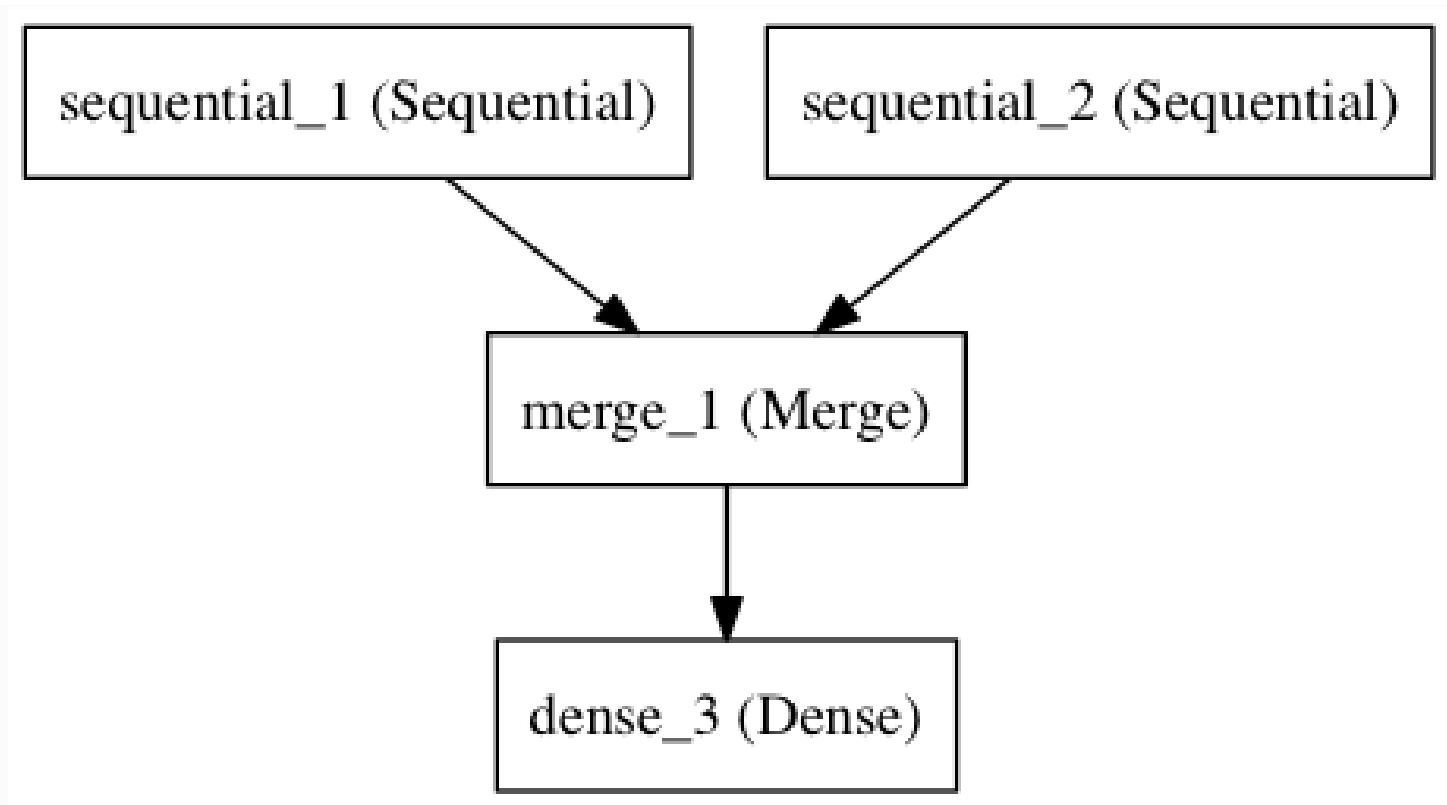 sequential_1 (Sequential)
sequential_2 (Sequential)
merge_1 (Merge)
dense_3 (Dense)